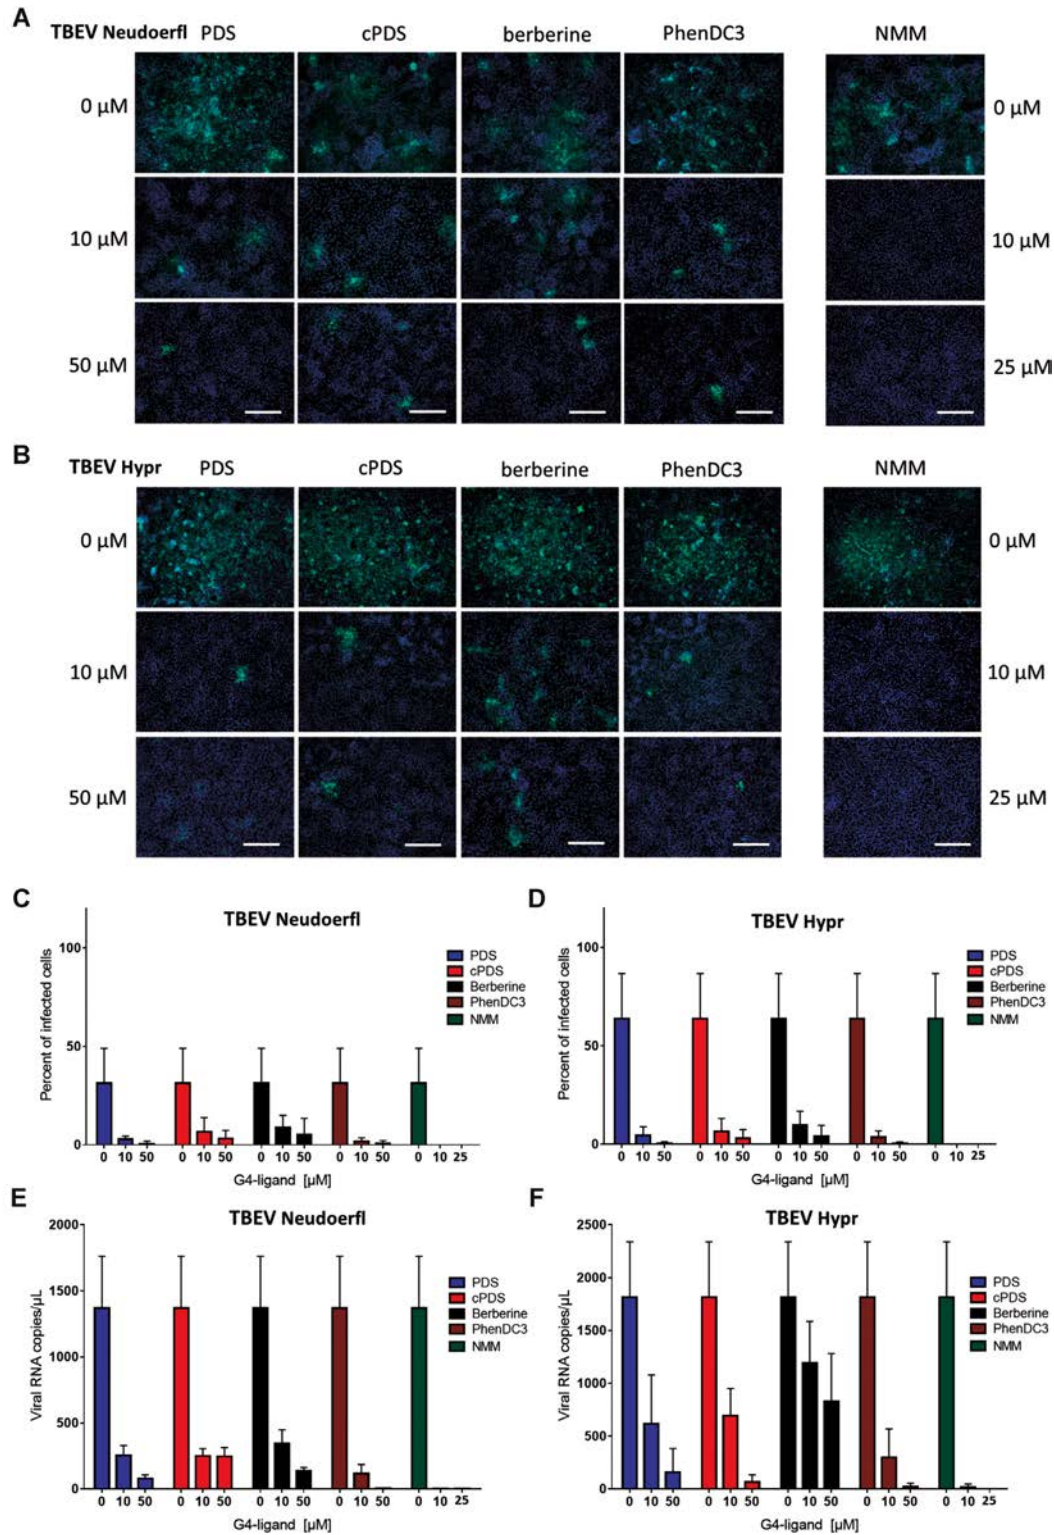 A
TBEV Neudoerfl PDS cPDS berberine PhenDC3 NMM
0 µM 0 µM
10 µM 10 µM
50 µM 25 µM
B
TBEV Hypr PDS cPDS berberine PhenDC3 NMM
0 µM 0 µM
10 µM 10 µM
50 µM 25 µM
C
TBEV Neudoerfl
Percent of infected cells
100
50
0
PDS
cPDS
Berberine
PhenDC3
NMM
0 10 50 0 10 50 0 10 50 0 10 50 0 10 25
G4-ligand [µM]
D
TBEV Hypr
Percent of infected cells
100
50
0
PDS
cPDS
Berberine
PhenDC3
NMM
0 10 50 0 10 50 0 10 50 0 10 50 0 10 25
G4-ligand [µM]
E
TBEV Neudoerfl
Viral RNA copies/µL
2000
1500
1000
500
0
PDS
cPDS
Berberine
PhenDC3
NMM
0 10 50 0 10 50 0 10 50 0 10 50 0 10 25
G4-ligand [µM]
F
TBEV Hypr
Viral RNA copies/µL
2500
2000
1500
1000
500
0
PDS
cPDS
Berberine
PhenDC3
NMM
0 10 50 0 10 50 0 10 50 0 10 50 0 10 25
G4-ligand [µM]